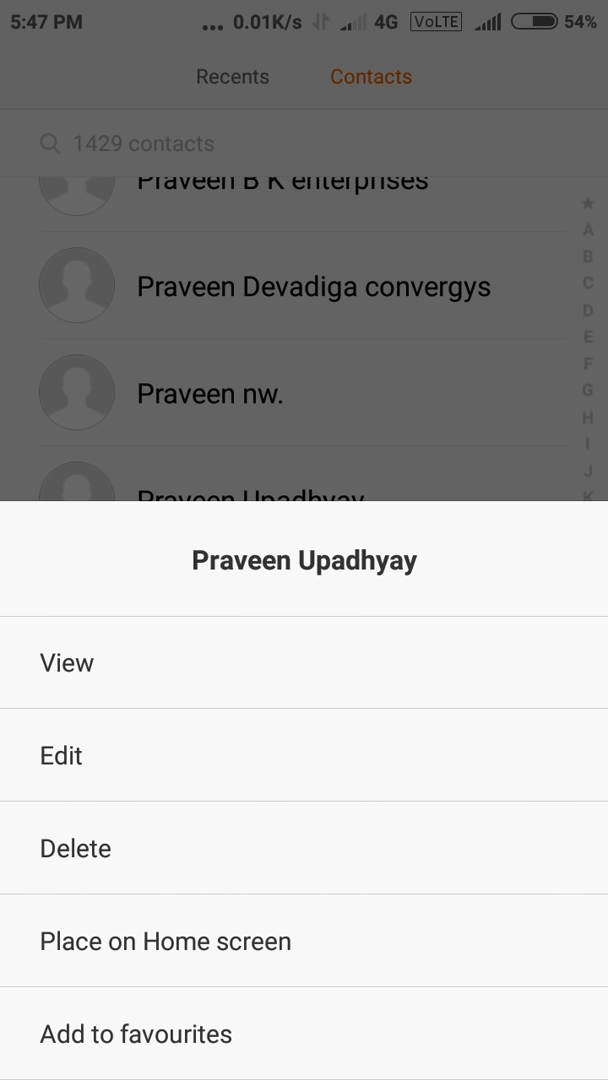 5:47 PM ... 0.01K/s 4G VoLTE 54%
Recents Contacts
1429 contacts
Praveen B K enterprises
★
A
B
Praveen Devadiga convergys
C
D
E
F
Praveen nw.
G
H
I
J
K
Praveen Upadhyay
Praveen Upadhyay
View
Edit
Delete
Place on Home screen
Add to favourites